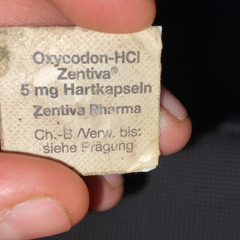 Oxycodon-HCl
Zentiva®
5 mg Hartkapseln
Zentiva Pharma
Ch.-B./Verw. bis:
siehe Prägung